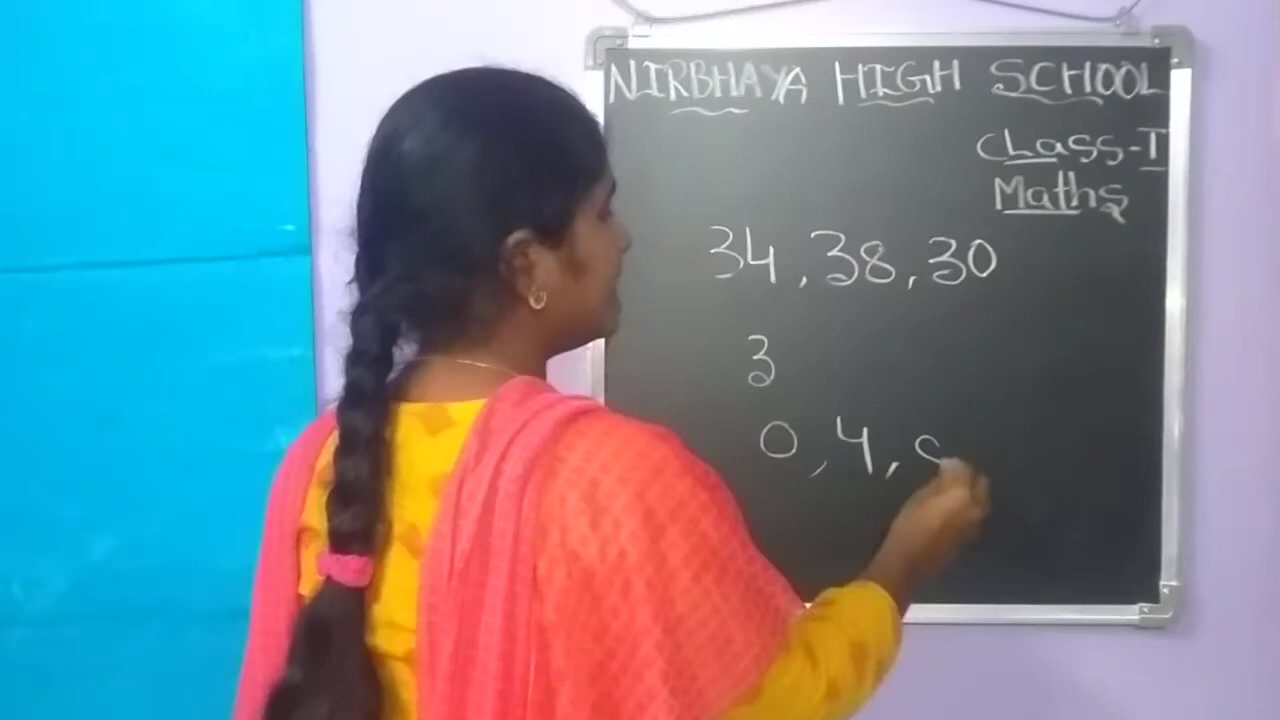 NIRBHAYA HIGH SCHOOL
Class-I
Maths
34, 38, 30
3
0, 4,